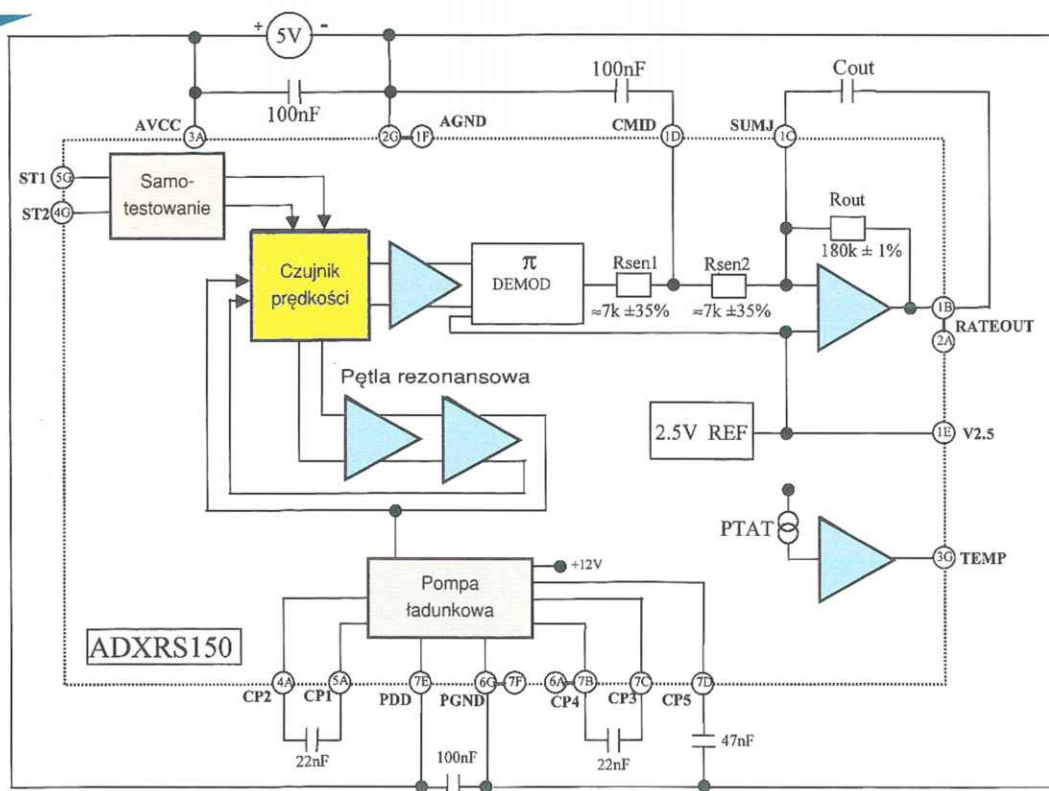 + 5V -
100nF
100nF
Cout
AVCC
3A
2G
1F
AGND
CMID
1D
SUMJ
1C
ST1
5G
ST2
4G
Samo-
testowanie
Czujnik
prędkości
π
DEMOD
Rsen1
≈7k ±35%
Rsen2
≈7k ±35%
Rout
180k ± 1%
1B
RATEOUT
2A
Pętla rezonansowa
2.5V REF
1E
V2.5
PTAT
3G
TEMP
Pompa
ładunkowa
+12V
ADXRS150
CP2
4A
CP1
5A
PDD
7E
PGND
6G
7F
6A
CP4
7B
CP3
7C
CP5
7D
22nF
100nF
22nF
47nF